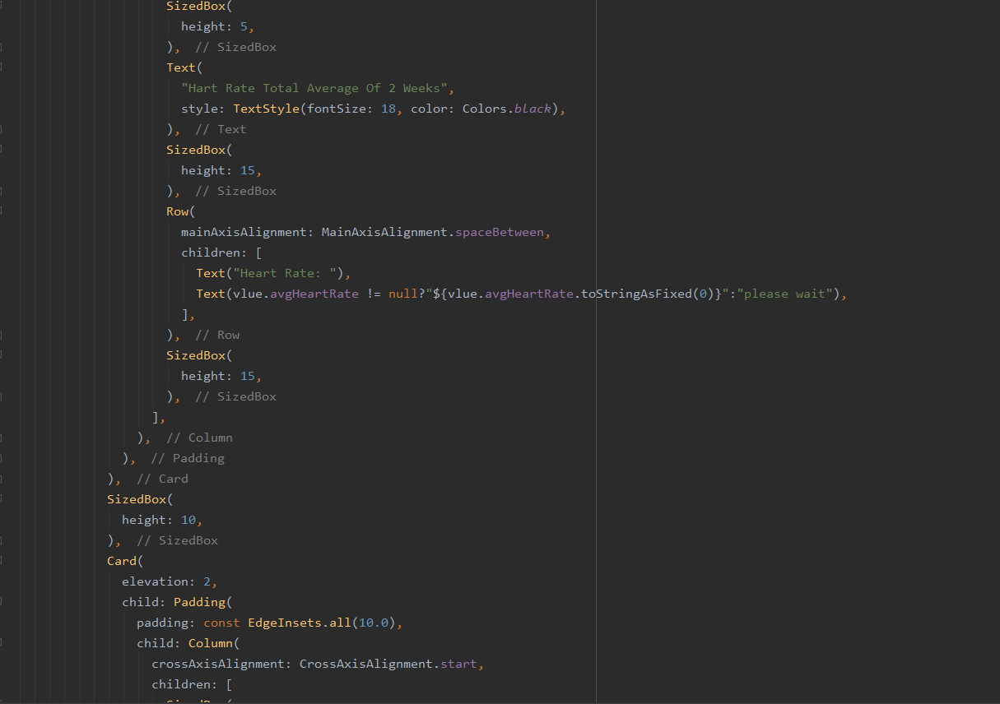 SizedBox(
height: 5,
), // SizedBox
Text(
"Hart Rate Total Average Of 2 Weeks",
style: TextStyle(fontSize: 18, color: Colors.black),
), // Text
SizedBox(
height: 15,
), // SizedBox
Row(
mainAxisAlignment: MainAxisAlignment.spaceBetween,
children: [
Text("Heart Rate: "),
Text(vlue.avgHeartRate != null?"${vlue.avgHeartRate.toStringAsFixed(0)}":"please wait"),
],
), // Row
SizedBox(
height: 15,
), // SizedBox
],
), // Column
), // Padding
), // Card
SizedBox(
height: 10,
), // SizedBox
Card(
elevation: 2,
child: Padding(
padding: const EdgeInsets.all(10.0),
child: Column(
crossAxisAlignment: CrossAxisAlignment.start,
children: [
SizedBox(